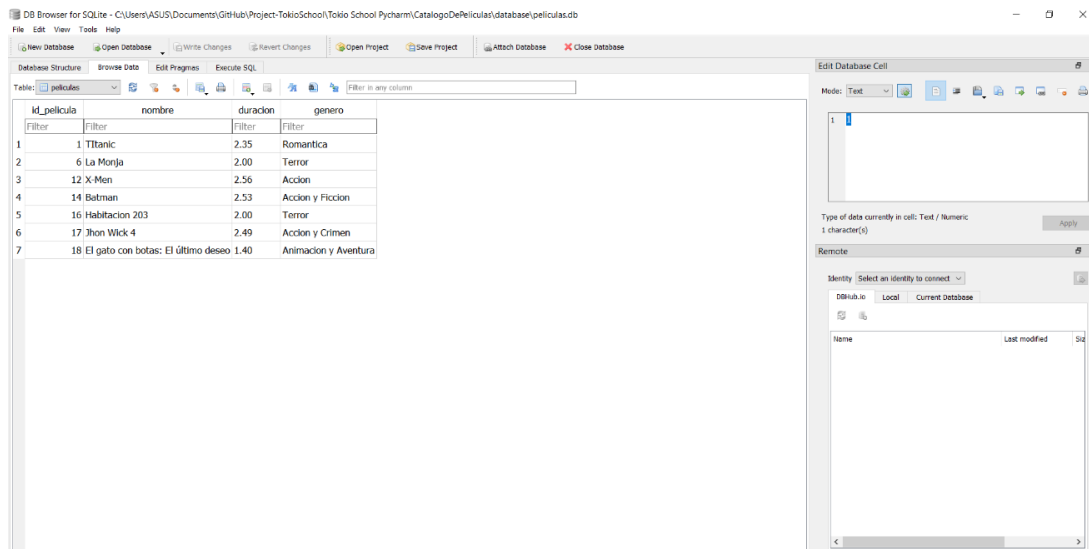 DB Browser for SQLite - C:\Users\ASUS\Documents\GitHub\Project-TokioSchool\Tokio School Pycharm\CatalogoDePeliculas\database\peliculas.db
File Edit View Tools Help
New Database Open Database Write Changes Revert Changes Open Project Save Project Attach Database Close Database
Database Structure Browse Data Edit Pragmas Execute SQL
Table: peliculas Filter in any column
id_pelicula nombre duracion genero
Filter Filter Filter Filter
1 1 TItanic 2.35 Romantica
2 6 La Monja 2.00 Terror
3 12 X-Men 2.56 Accion
4 14 Batman 2.53 Accion y Ficcion
5 16 Habitacion 203 2.00 Terror
6 17 Jhon Wick 4 2.49 Accion y Crimen
7 18 El gato con botas: El último deseo 1.40 Animacion y Aventura
Edit Database Cell
Mode: Text
1 1
Type of data currently in cell: Text / Numeric
1 character(s)
Apply
Remote
Identity Select an identity to connect
DBHub.io Local Current Database
Name Last modified Siz